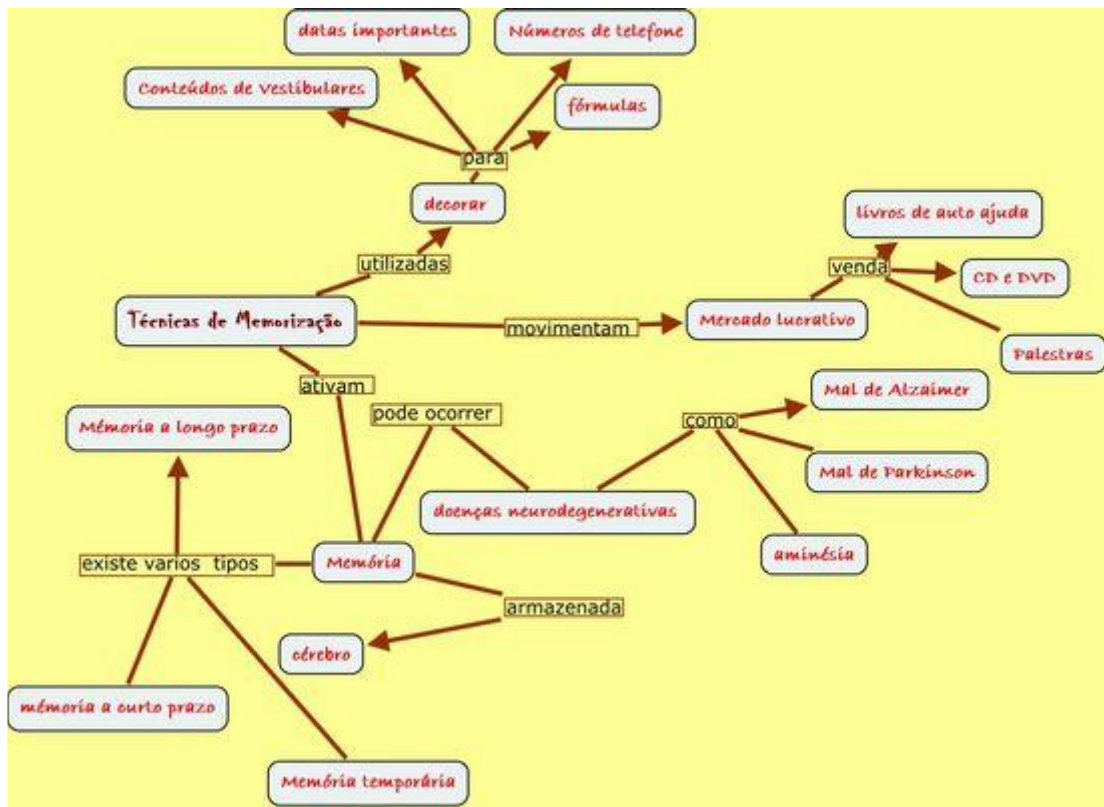 datas importantes
Números de telefone
Conteúdos de Vestibulares
fórmulas
para
decorar
utilizadas
Técnicas de Memorização
movimentam
Mercado lucrativo
venda
livros de auto ajuda
CD e DVD
Palestras
ativam
pode ocorrer
como
Mal de Alzaimer
Mal de Parkinson
aminésia
doenças neurodegenerativas
Mémoria a longo prazo
existe varios tipos
Memória
armazenada
cérebro
mémoria a curto prazo
Memória temporária